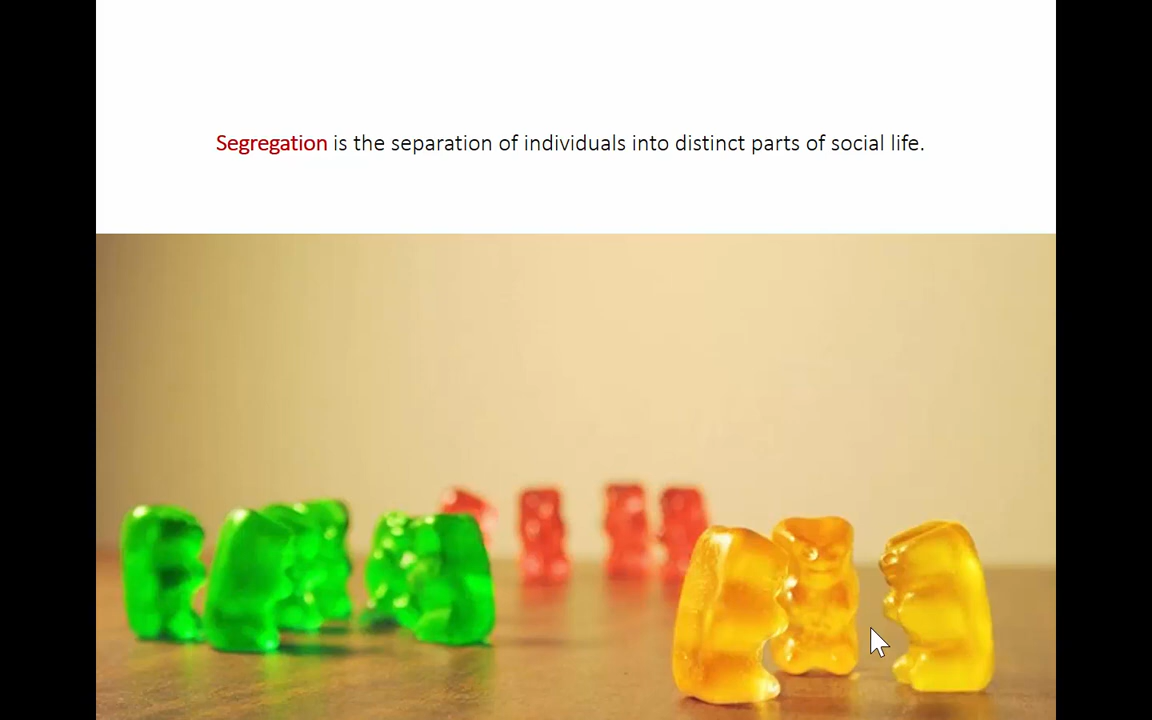 Segregation is the separation of individuals into distinct parts of social life.